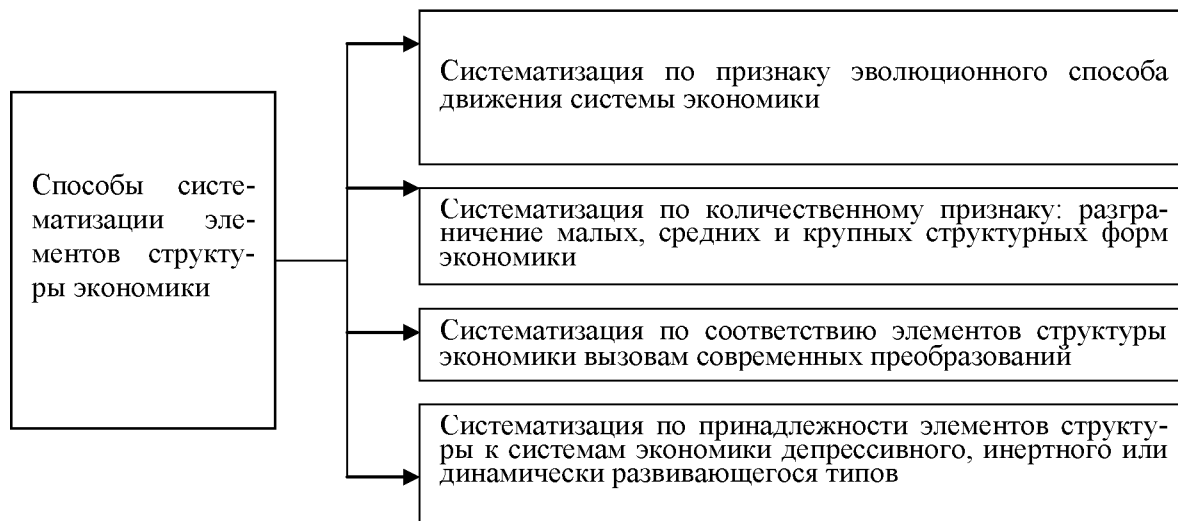 Способы систе-
матизации эле-
ментов структу-
ры экономики
Систематизация по признаку эволюционного способа
движения системы экономики
Систематизация по количественному признаку: разгра-
ничение малых, средних и крупных структурных форм
экономики
Систематизация по соответствию элементов структуры
экономики вызовам современных преобразований
Систематизация по принадлежности элементов структу-
ры к системам экономики депрессивного, инертного или
динамически развивающегося типов